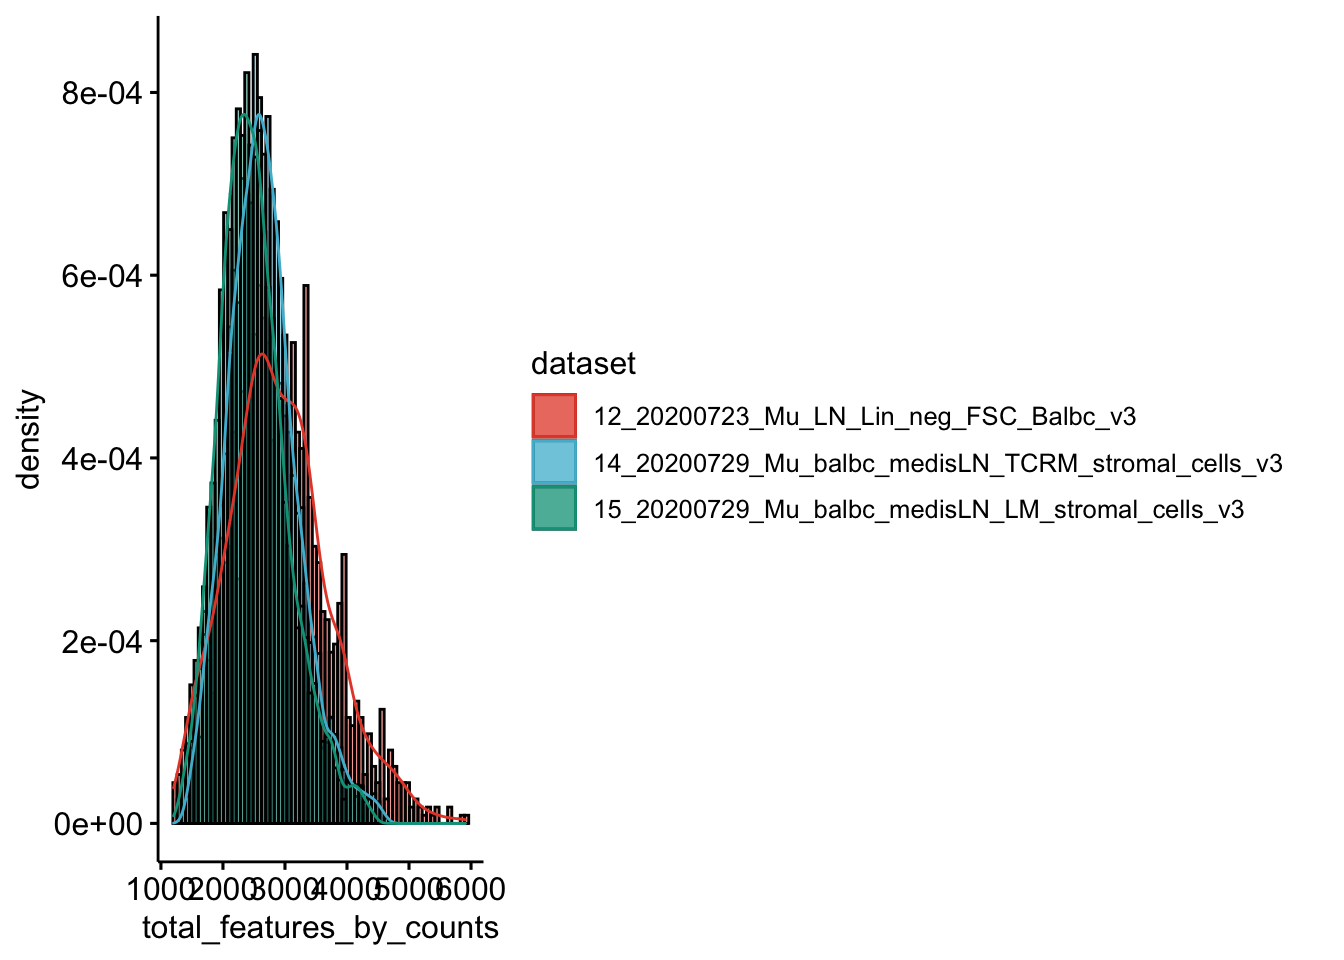 density
8e-04
6e-04
4e-04
2e-04
0e+00
1000 2000 3000 4000 5000 6000
total_features_by_counts
dataset
12_20200723_Mu_LN_Lin_neg_FSC_Balbc_v3
14_20200729_Mu_balbc_medisLN_TCRM_stromal_cells_v3
15_20200729_Mu_balbc_medisLN_LM_stromal_cells_v3